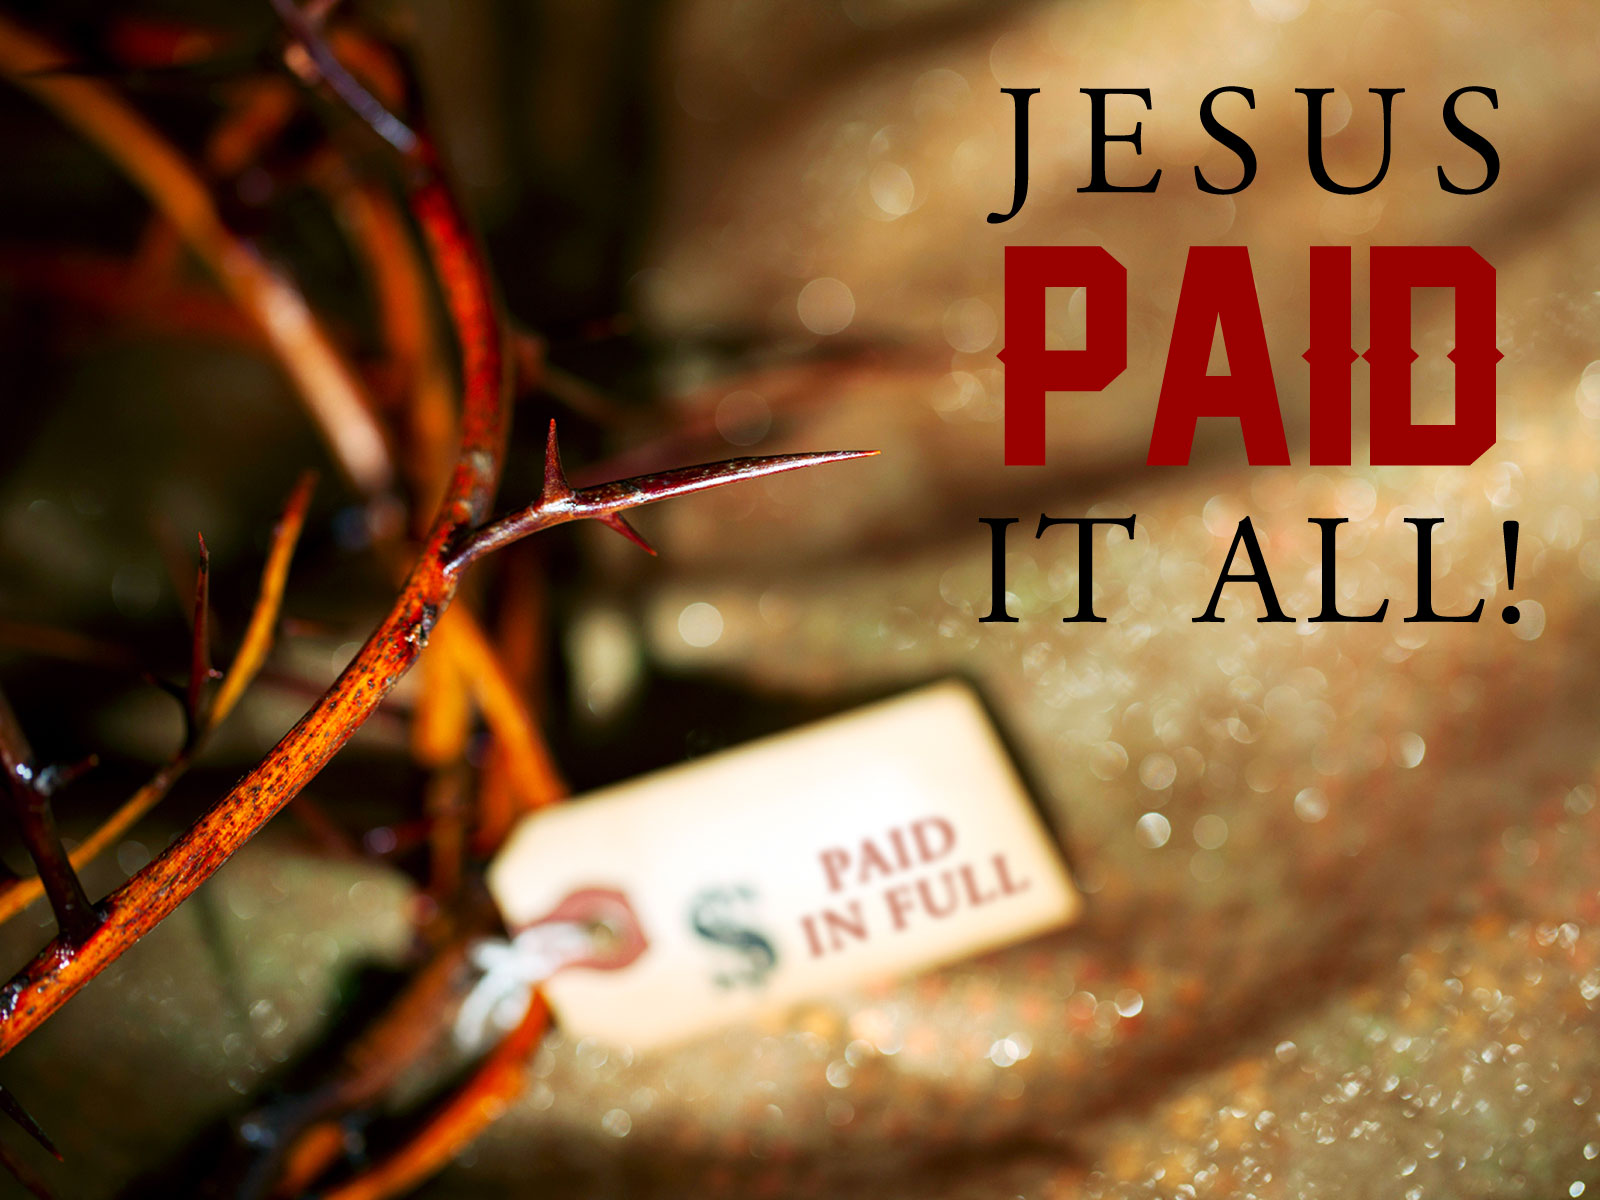 JESUS
PAID
IT ALL!
$ PAID
IN FULL